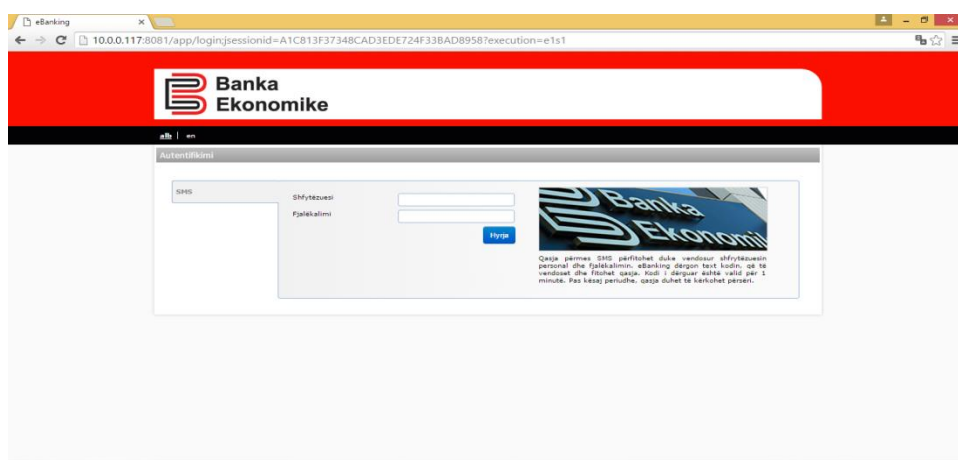 eBanking
10.0.0.117:8081/app/login;jsessionid=A1C813F37348CAD3EDE724F33BAD8958?execution=e1s1
Banka
Ekonomike
alb | en
Autentifikimi
SMS
Shfytëzuesi
Fjalëkalimi
Hyrja
Banka
Ekonomik
Qasja përmes SMS përfitohet duke vendosur shfrytëzuesin
personal dhe fjalëkalimin. eBanking dërgon text kodin, që të
vendoset dhe fitohet qasja. Kodi i dërguar është valid për 1
minutë. Pas kësaj periudhe, qasja duhet të kërkohet përsëri.